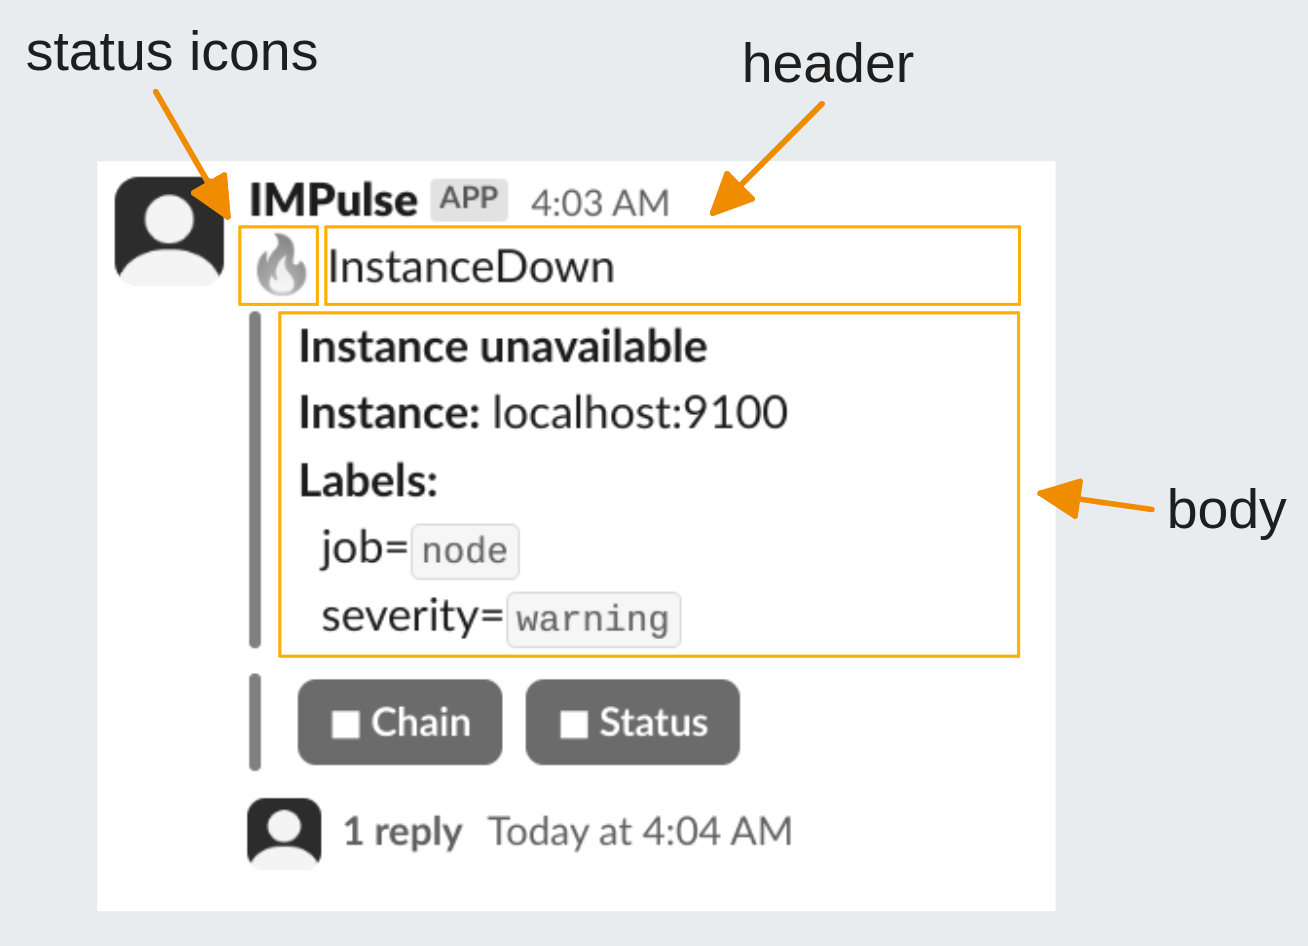 status icons
header
IMPulse APP 4:03 AM
InstanceDown
Instance unavailable
Instance: localhost:9100
Labels:
job=node
severity=warning
body
Chain Status
1 reply Today at 4:04 AM